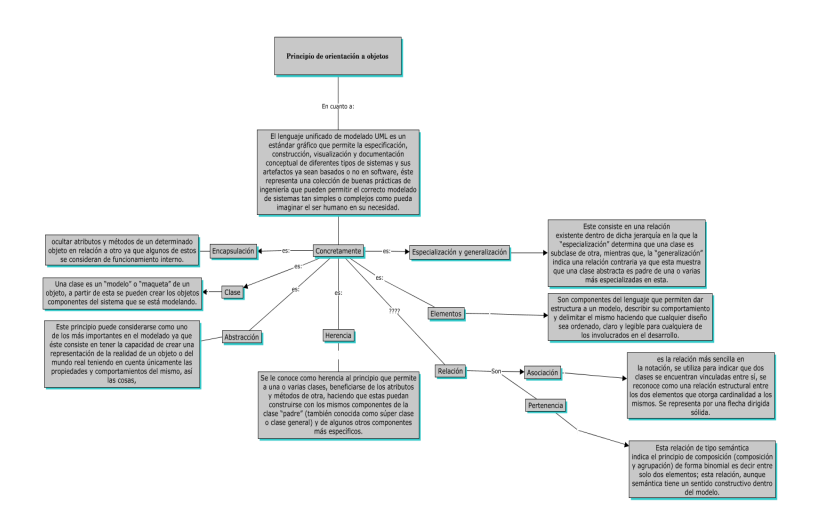 Principio de orientación a objetos
En cuanto a:
El lenguaje unificado de modelado UML es un
estándar gráfico que permite la especificación,
construcción, visualización y documentación
conceptual de diferentes tipos de sistemas y sus
artefactos ya sean basados o no en software, éste
representa una colección de buenas prácticas de
ingeniería que pueden permitir el correcto modelado
de sistemas tan simples o complejos como pueda
imaginar el ser humano en su necesidad.
ocultar atributos y métodos de un determinado
objeto en relación a otro ya que algunos de estos
se consideran de funcionamiento interno.
Encapsulación
es:
Concretamente
es:
Especialización y generalización
Este consiste en una relación
existente dentro de dicha jerarquía en la que la
"especialización" determina que una clase es
subclase de otra, mientras que, la "generalización"
indica una relación contraria ya que esta muestra
que una clase abstracta es padre de una o varias
más especializadas en esta.
Una clase es un "modelo" o "maqueta" de un
objeto, a partir de esta se pueden crear los objetos
componentes del sistema que se está modelando.
Clase
es:
es:
es:
es:
????
Elementos
Son componentes del lenguaje que permiten dar
estructura a un modelo, describir su comportamiento
y delimitar el mismo haciendo que cualquier diseño
sea ordenado, claro y legible para cualquiera de
los involucrados en el desarrollo.
Este principio puede considerarse como uno
de los más importantes en el modelado ya que
éste consiste en tener la capacidad de crear una
representación de la realidad de un objeto o del
mundo real teniendo en cuenta únicamente las
propiedades y comportamientos del mismo, así
las cosas,
Abstracción
Herencia
Se le conoce como herencia al principio que permite
a una o varias clases, beneficiarse de los atributos
y métodos de otra, haciendo que estas puedan
construirse con los mismos componentes de la
clase "padre" (también conocida como súper clase
o clase general) y de algunos otros componentes
más específicos.
Relación
Son
Asociación
es la relación más sencilla en
la notación, se utiliza para indicar que dos
clases se encuentran vinculadas entre sí, se
reconoce como una relación estructural entre
los dos elementos que otorga cardinalidad a los
mismos. Se representa por una flecha dirigida
sólida.
Pertenencia
Esta relación de tipo semántica
indica el principio de composición (composición
y agrupación) de forma binomial es decir entre
solo dos elementos; esta relación, aunque
semántica tiene un sentido constructivo dentro
del modelo.